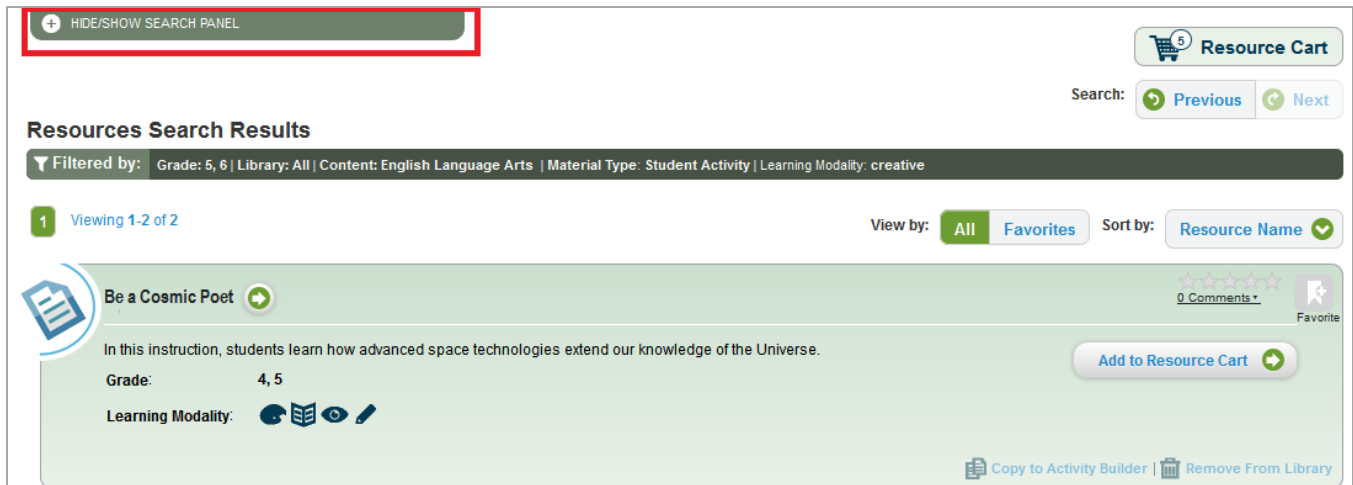 HIDE/SHOW SEARCH PANEL
5 Resource Cart
Search: Previous Next
Resources Search Results
Filtered by: Grade: 5, 6 | Library: All | Content: English Language Arts | Material Type: Student Activity | Learning Modality: creative
1 Viewing 1-2 of 2 View by: All Favorites Sort by: Resource Name
Be a Cosmic Poet 0 Comments
Favorite
In this instruction, students learn how advanced space technologies extend our knowledge of the Universe.
Add to Resource Cart
Grade: 4, 5
Learning Modality:
Copy to Activity Builder | Remove From Library